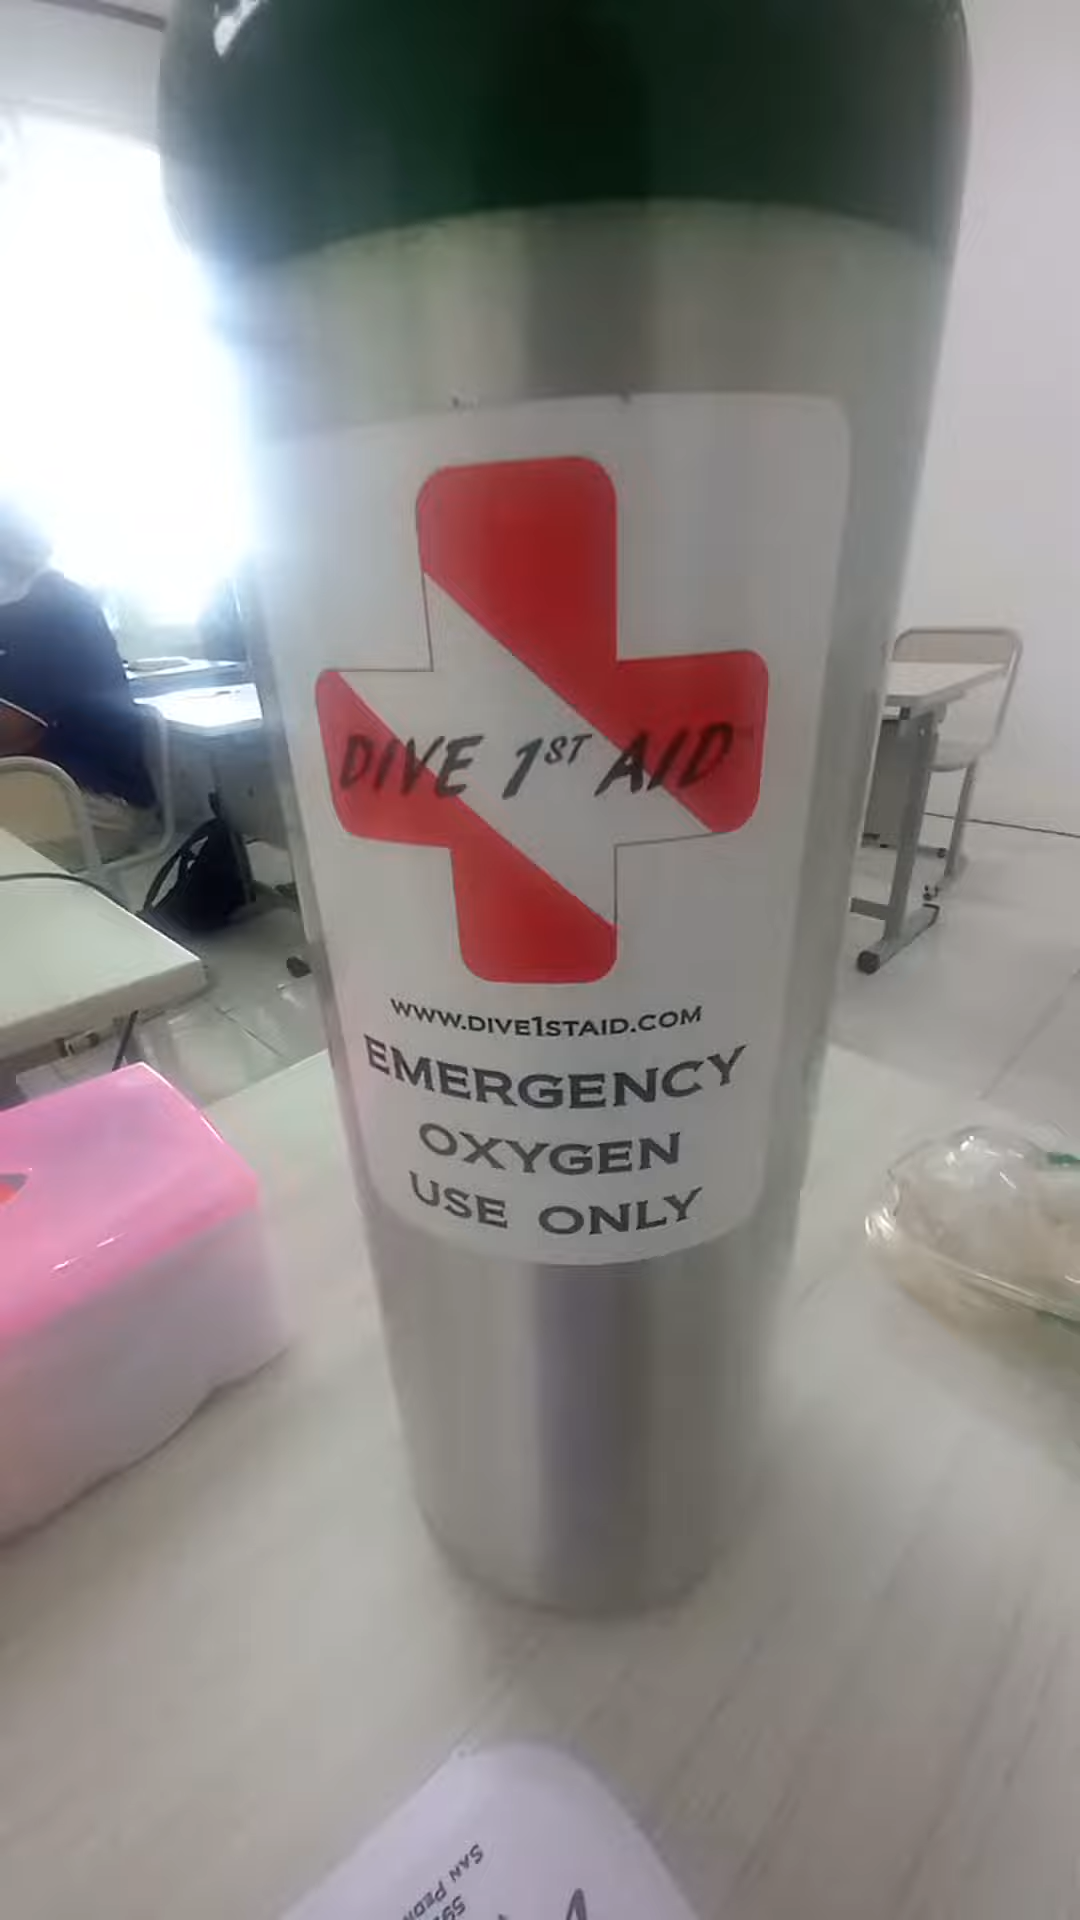 DIVE 1ST AID
WWW.DIVE1STAID.COM
EMERGENCY
OXYGEN
USE ONLY
SAN